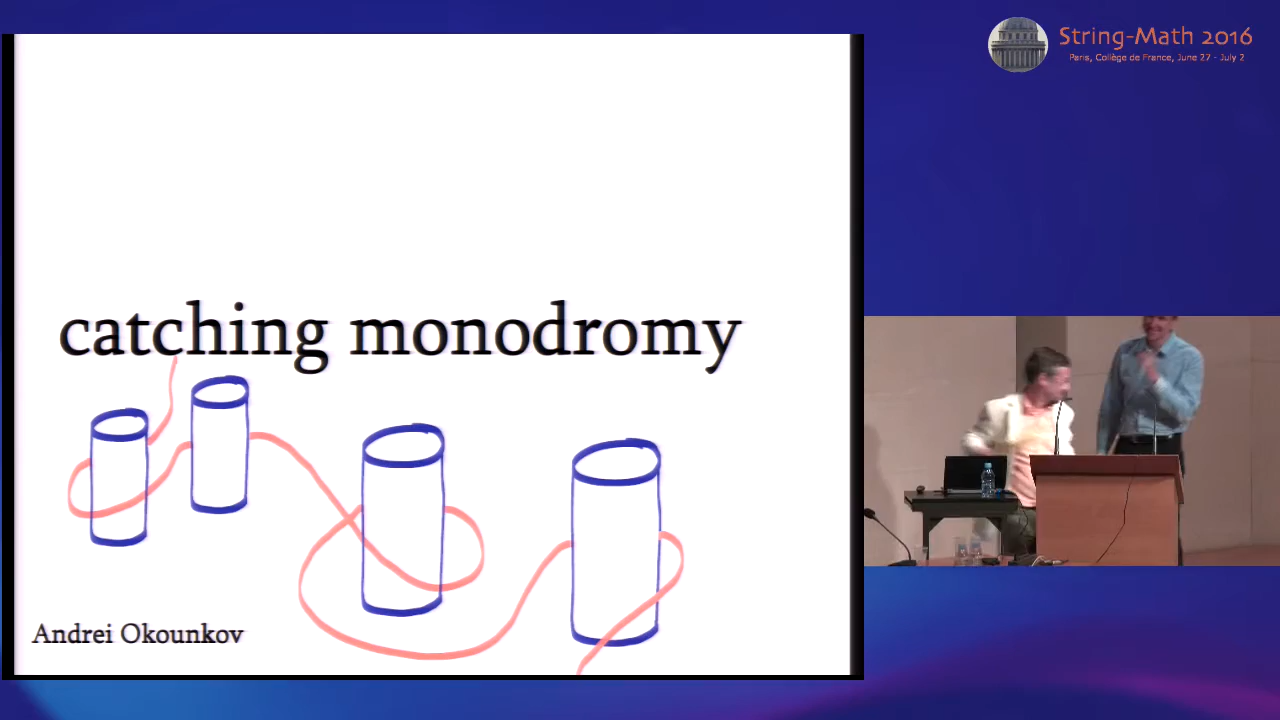 String-Math 2016
Paris, Collège de France, June 27 - July 2
catching monodromy
Andrei Okounkov